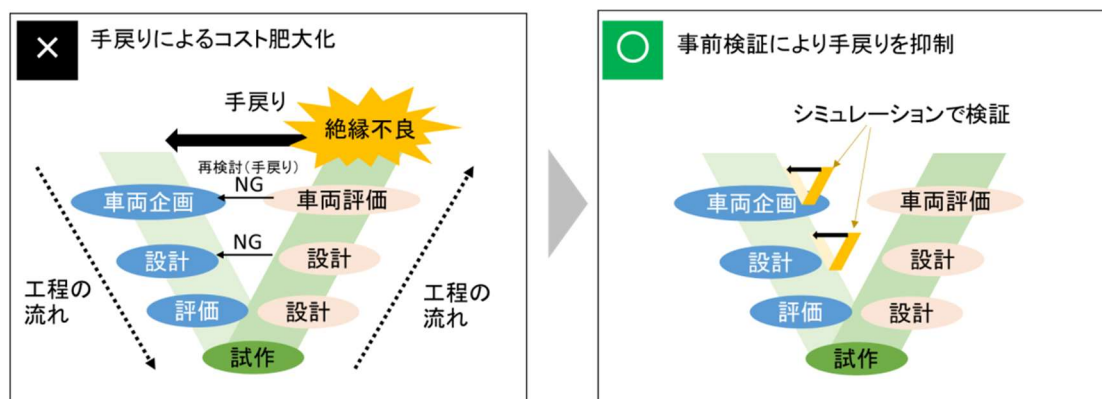 ×
手戻りによるコスト肥大化
手戻り
絶縁不良
再検討(手戻り)
NG
車両企画
車両評価
NG
設計
設計
工程の
流れ
評価
設計
工程の
流れ
試作
○
事前検証により手戻りを抑制
シミュレーションで検証
車両企画
車両評価
設計
設計
評価
設計
試作